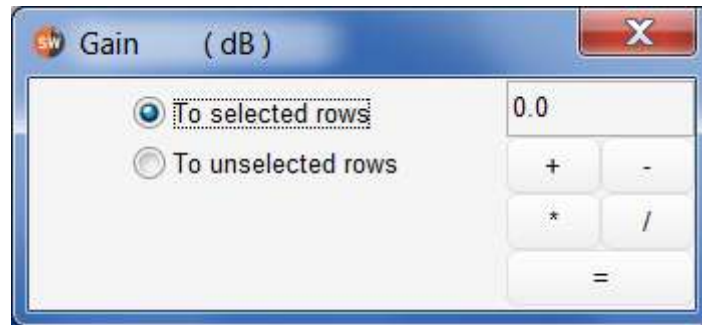 SW Gain ( dB )
To selected rows 0.0
To unselected rows + -
* /
=